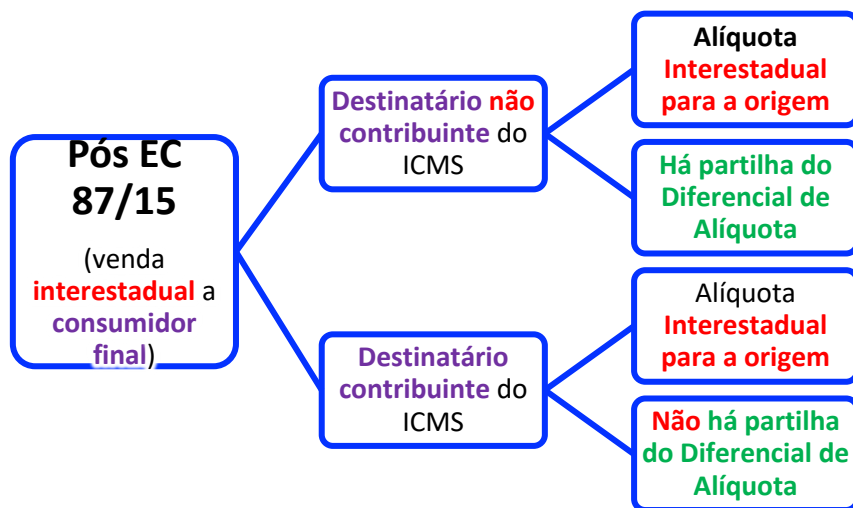 Pós EC
87/15
(venda
interestadual a
consumidor
final)
Destinatário não
contribuinte do
ICMS
Alíquota
Interestadual
para a origem
Há partilha do
Diferencial de
Alíquota
Destinatário
contribuinte do
ICMS
Alíquota
Interestadual
para a origem
Não há partilha
do Diferencial de
Alíquota